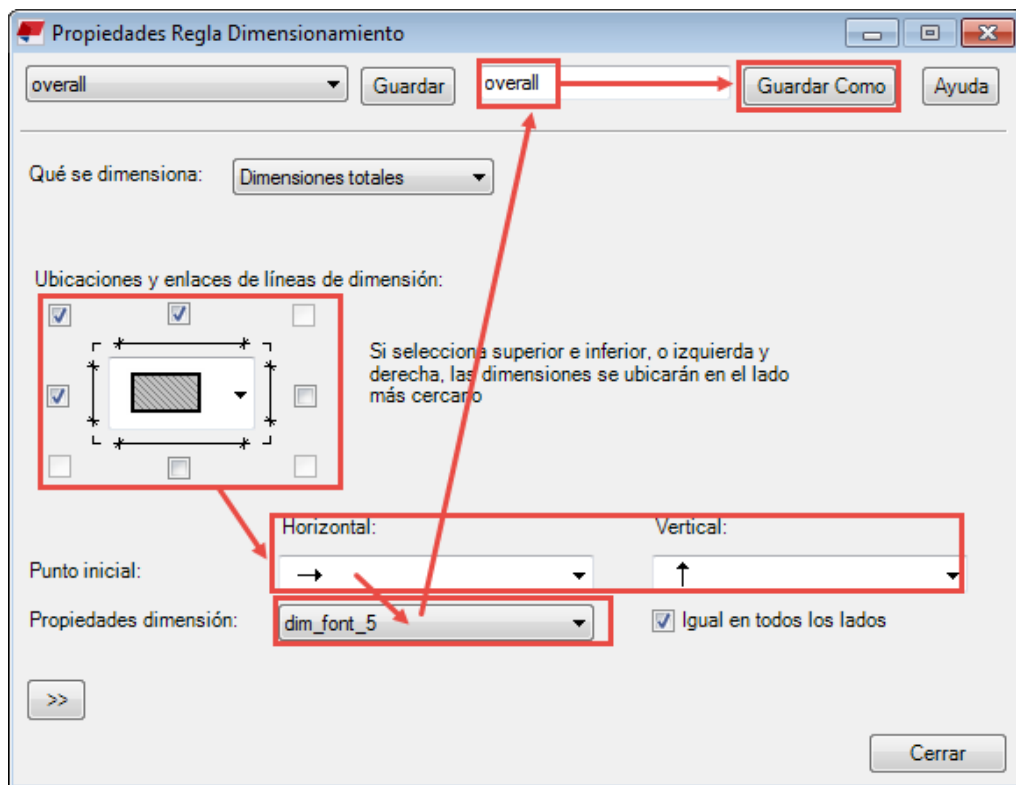 Propiedades Regla Dimensionamiento
overall Guardar overall Guardar Como Ayuda
Qué se dimensiona: Dimensiones totales
Ubicaciones y enlaces de líneas de dimensión:
Si selecciona superior e inferior, o izquierda y
derecha, las dimensiones se ubicarán en el lado
más cercano
Horizontal: Vertical:
Punto inicial:
Propiedades dimensión: dim_font_5 Igual en todos los lados
>>
Cerrar